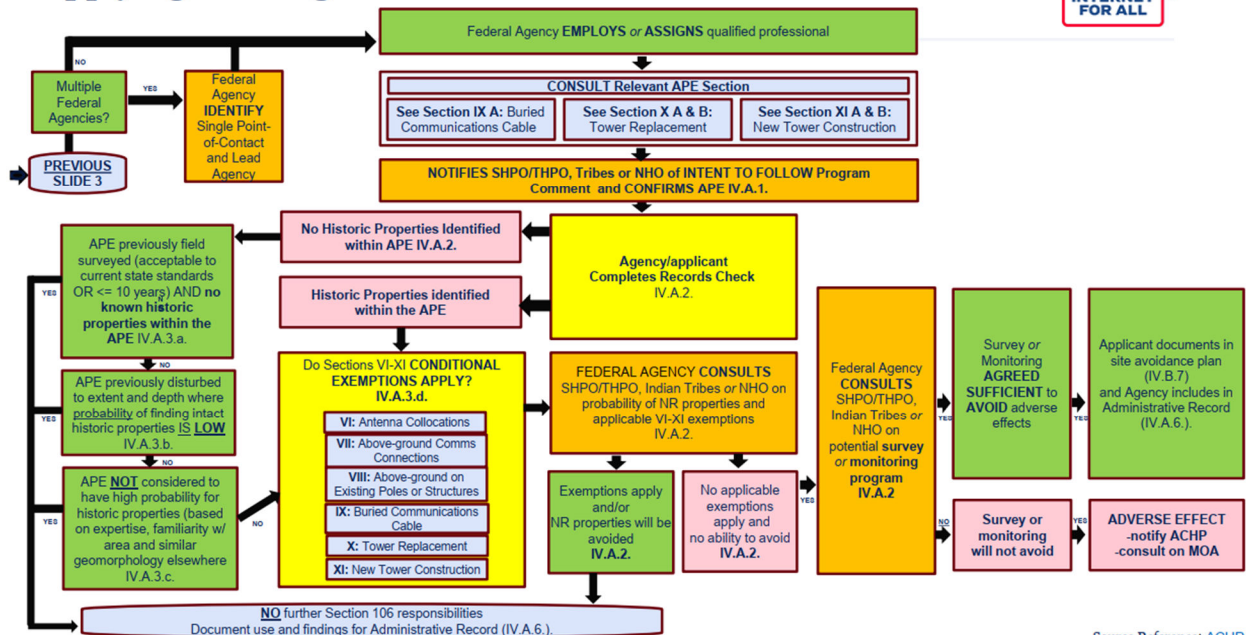 FOR ALL
Federal Agency EMPLOYS or ASSIGNS qualified professional
NO
Multiple
Federal
Agencies?
YES
Federal
Agency
IDENTIFY
Single Point-
of-Contact
and Lead
Agency
PREVIOUS
SLIDE 3
CONSULT Relevant APE Section
See Section IX A: Buried
Communications Cable
See Section X A & B:
Tower Replacement
See Section XI A & B:
New Tower Construction
NOTIFIES SHPO/THPO, Tribes or NHO of INTENT TO FOLLOW Program
Comment and CONFIRMS APE IV.A.1.
No Historic Properties Identified
within APE IV.A.2.
Agency/applicant
Completes Records Check
IV.A.2.
Historic Properties identified
within the APE
APE previously field
surveyed (acceptable to
current state standards
OR <= 10 years) AND no
known historic
properties within the
APE IV.A.3.a.
YES
NO
APE previously disturbed
to extent and depth where
probability of finding intact
historic properties IS LOW
IV.A.3.b.
YES
NO
APE NOT considered to
have high probability for
historic properties (based
on expertise, familiarity w/
area and similar
geomorphology elsewhere
IV.A.3.c.
YES
NO
Do Sections VI-XI CONDITIONAL
EXEMPTIONS APPLY?
IV.A.3.d.
VI: Antenna Collocations
VII: Above-ground Comms
Connections
VIII: Above-ground on
Existing Poles or Structures
IX: Buried Communications
Cable
X: Tower Replacement
XI: New Tower Construction
FEDERAL AGENCY CONSULTS
SHPO/THPO, Indian Tribes or NHO on
probability of NR properties and
applicable VI-XI exemptions
IV.A.2.
Exemptions apply
and/or
NR properties will be
avoided
IV.A.2.
No applicable
exemptions
apply and
no ability to avoid
IV.A.2.
YES
Federal Agency
CONSULTS
SHPO/THPO,
Indian Tribes or
NHO on
potential survey
or monitoring
program
IV.A.2
YES
Survey or
Monitoring
AGREED
SUFFICIENT to
AVOID adverse
effects
YES
Applicant documents in
site avoidance plan
(IV.B.7)
and Agency includes in
Administrative Record
(IV.A.6.).
NO
Survey or
monitoring
will not avoid
YES
ADVERSE EFFECT
-notify ACHP
-consult on MOA
NO further Section 106 responsibilities
Document use and findings for Administrative Record (IV.A.6.).